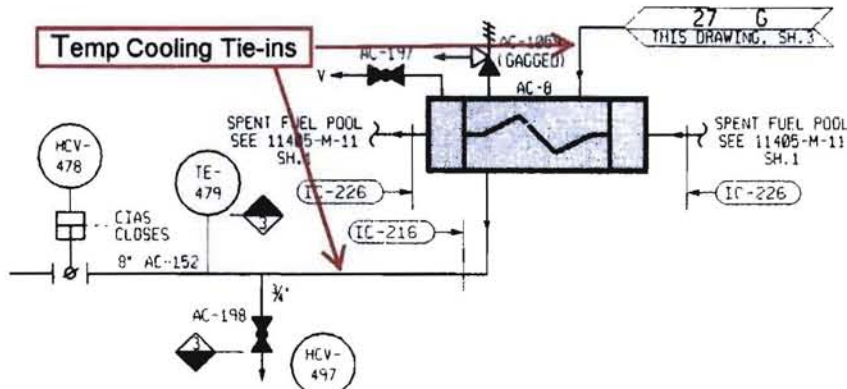 27 G
THIS DRAWING, SH.3
Temp Cooling Tie-ins
AC-197
(GAGGED)
V
AC-8
SPENT FUEL POOL
SEE 11405-M-11
SH.1
SPENT FUEL POOL
SEE 11405-M-11
SH.1
HCV-
478
TE-
479
IC-226
IC-226
3
IC-216
CIAS
CLOSES
8" AC-152
3/4"
AC-198
3
HCV-
497